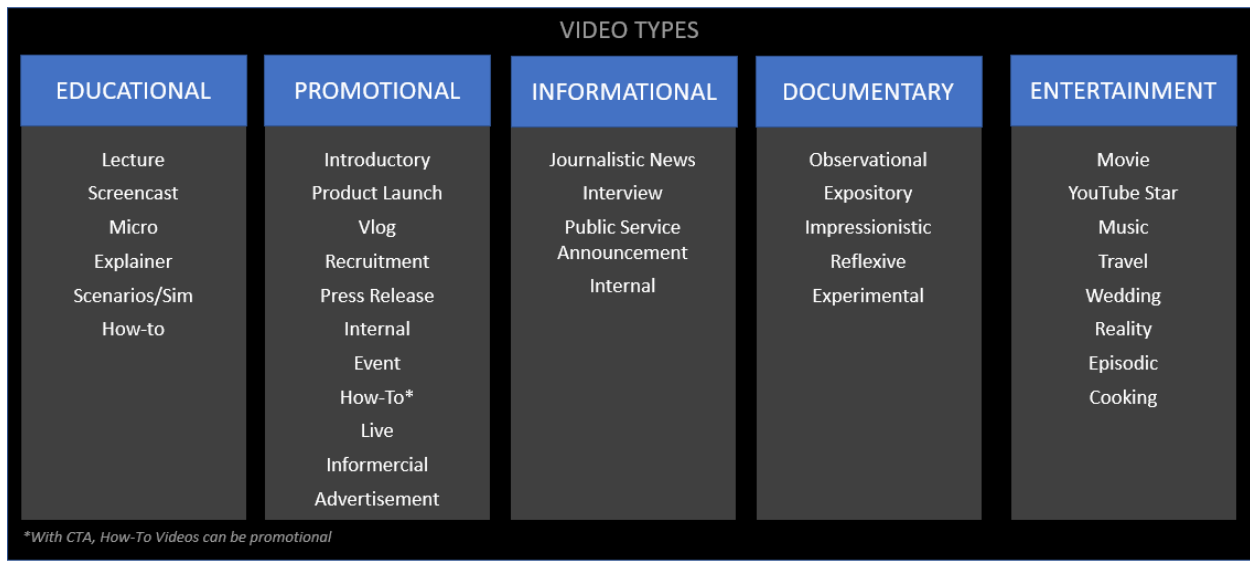 VIDEO TYPES
EDUCATIONAL
Lecture
Screencast
Micro
Explainer
Scenarios/Sim
How-to
PROMOTIONAL
Introductory
Product Launch
Vlog
Recruitment
Press Release
Internal
Event
How-To*
Live
Informercial
Advertisement
INFORMATIONAL
Journalistic News
Interview
Public Service
Announcement
Internal
DOCUMENTARY
Observational
Expository
Impressionistic
Reflexive
Experimental
ENTERTAINMENT
Movie
YouTube Star
Music
Travel
Wedding
Reality
Episodic
Cooking
*With CTA, How-To Videos can be promotional